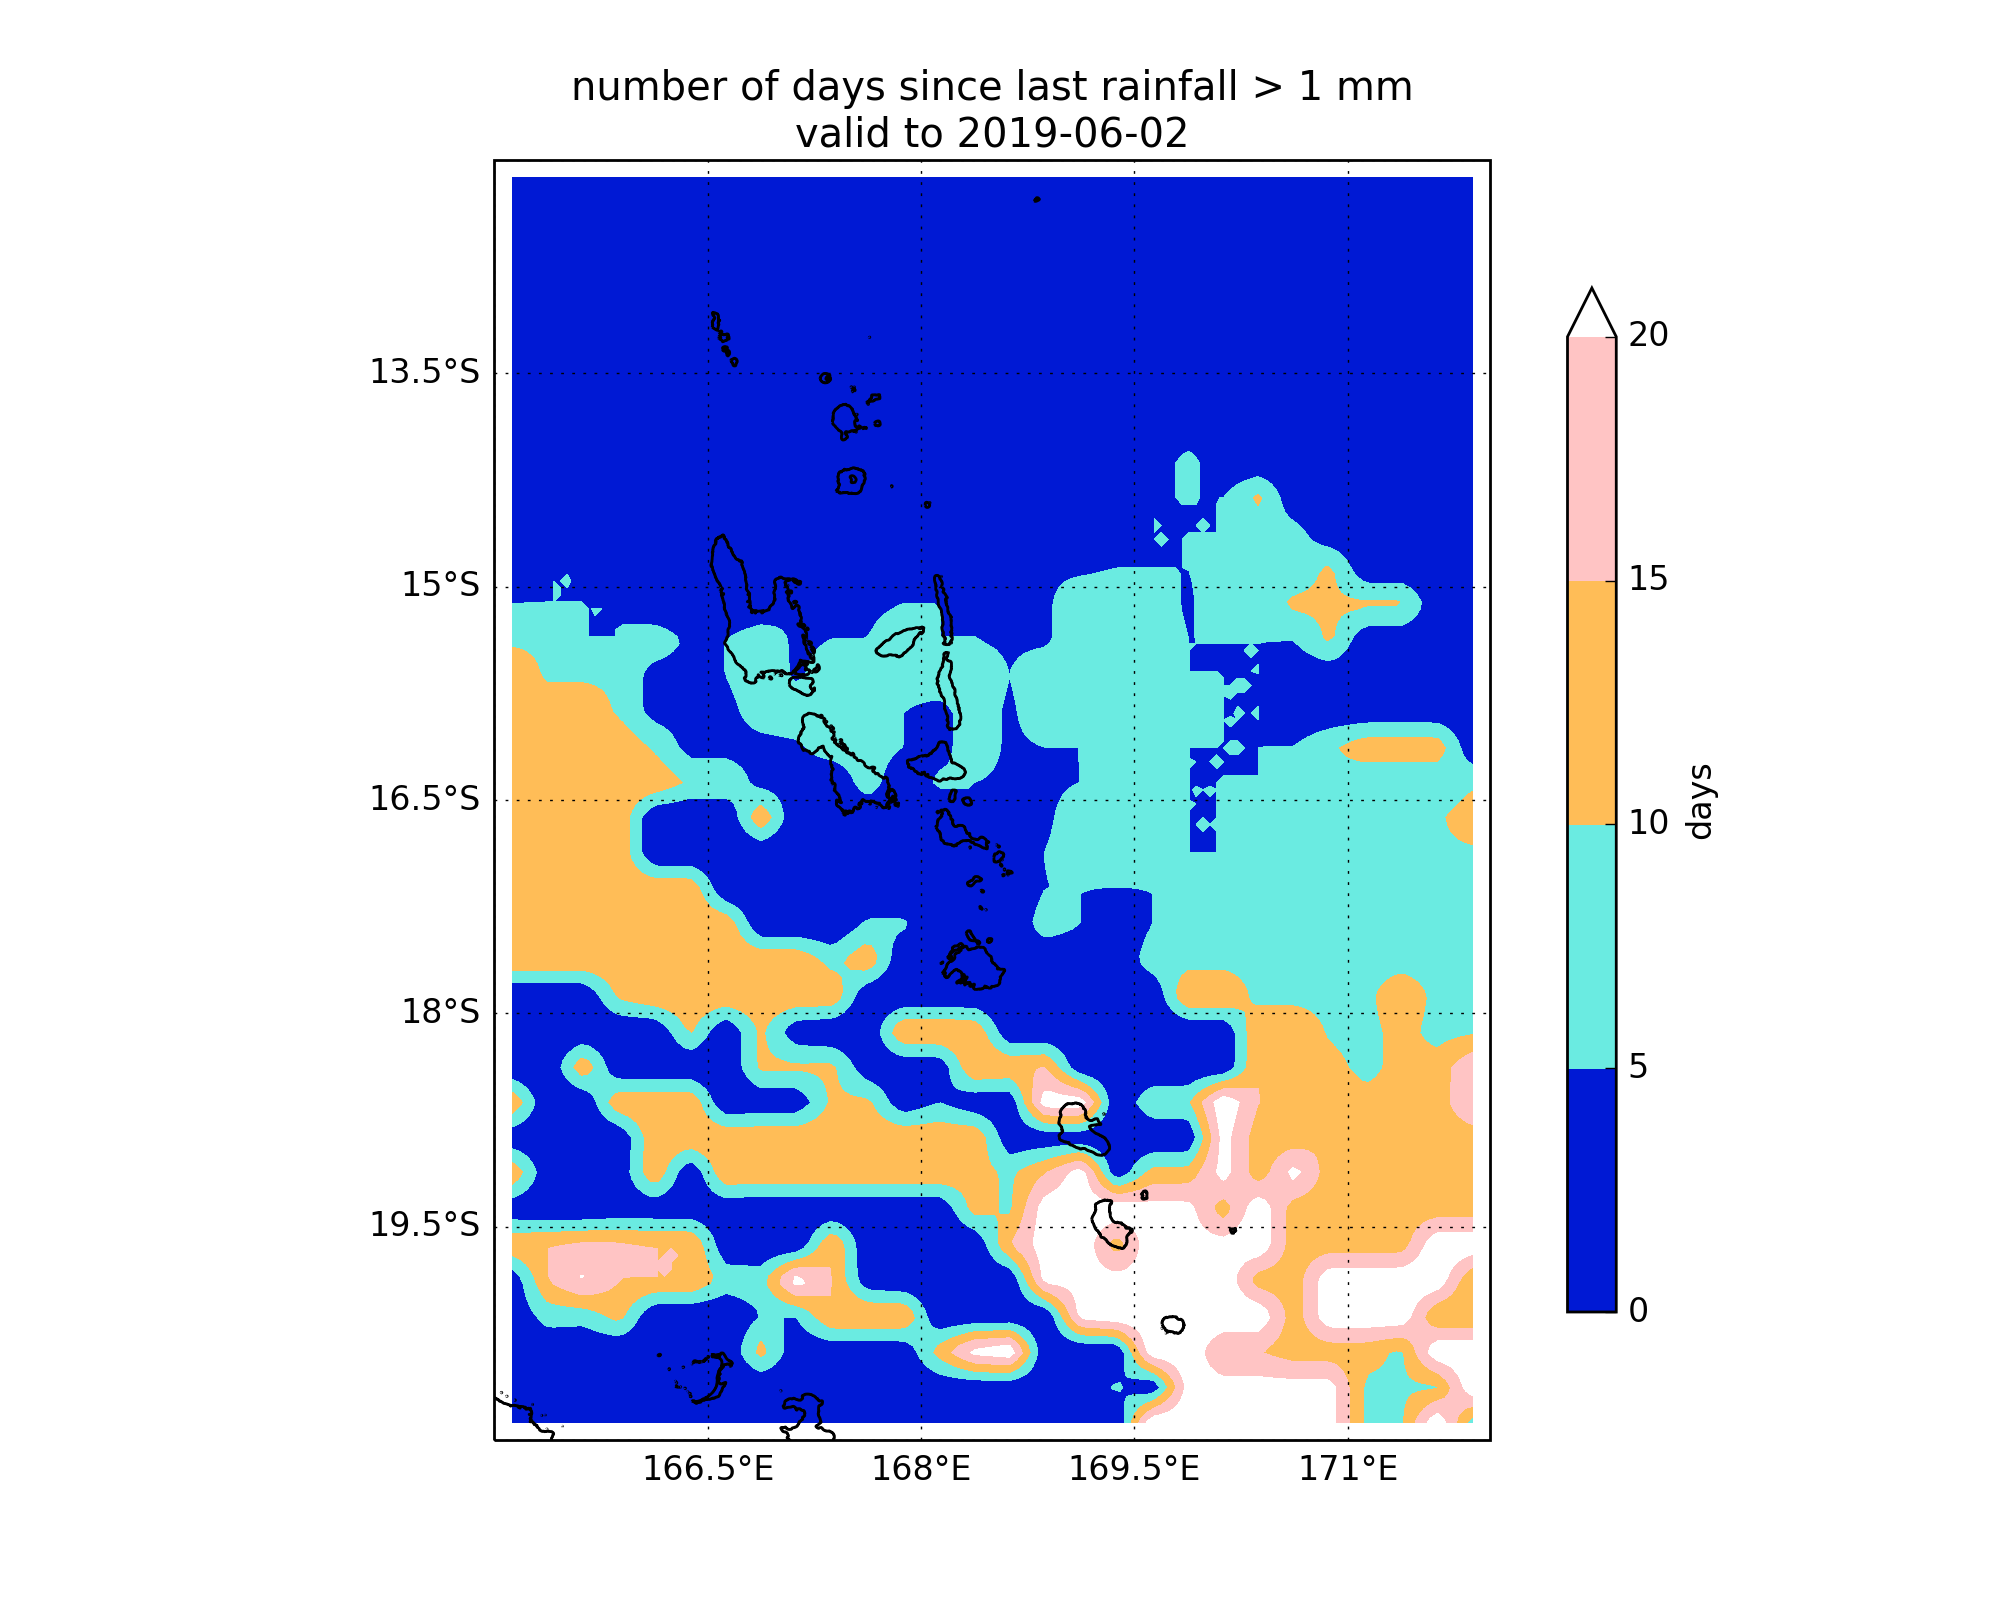 number of days since last rainfall > 1 mm
valid to 2019-06-02
13.5°S
15°S
16.5°S
18°S
19.5°S
166.5°E
168°E
169.5°E
171°E
20
15
10
5
0
days